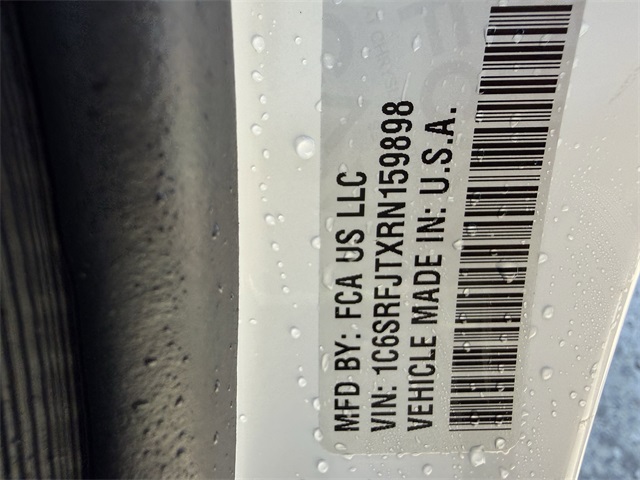 MFD BY: FCA US LLC
VIN: 1C6SRFJTXRN159898
VEHICLE MADE IN: U.S.A.